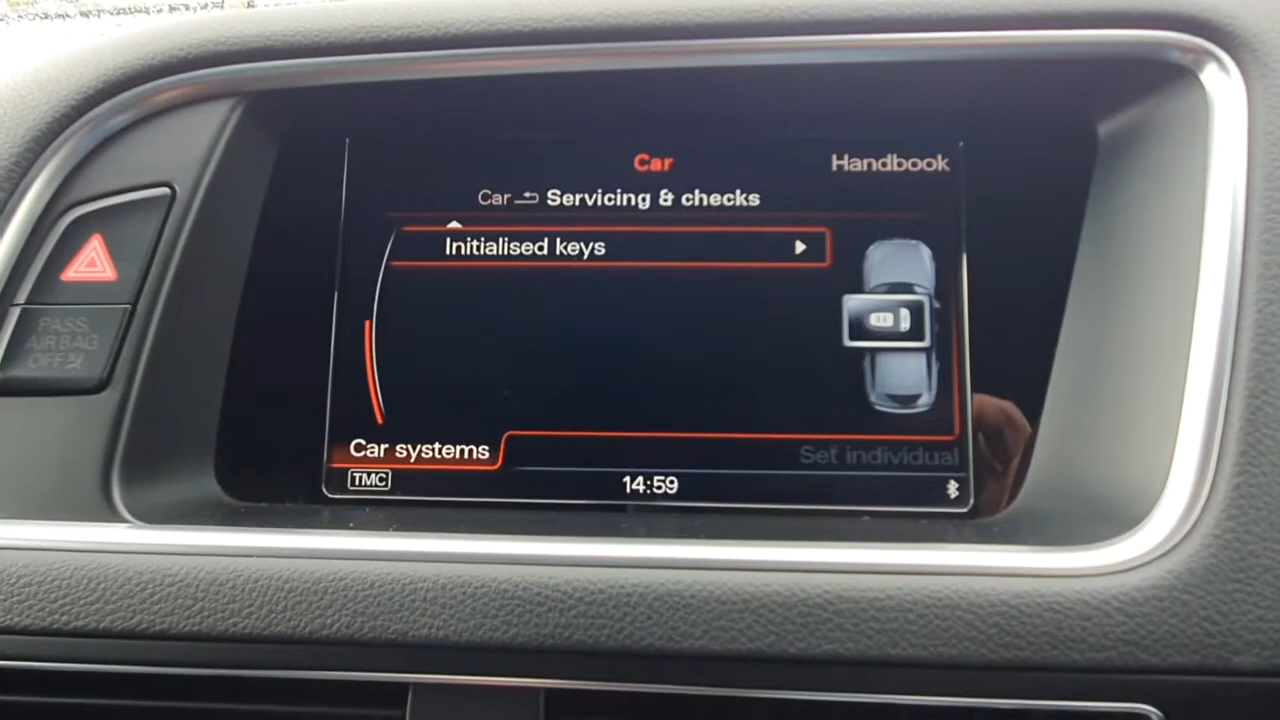 Car
Handbook
Car Servicing & checks
Initialised keys
PASS.
AIR BAG
OFF
Car systems
Set individual
TMC
14:59